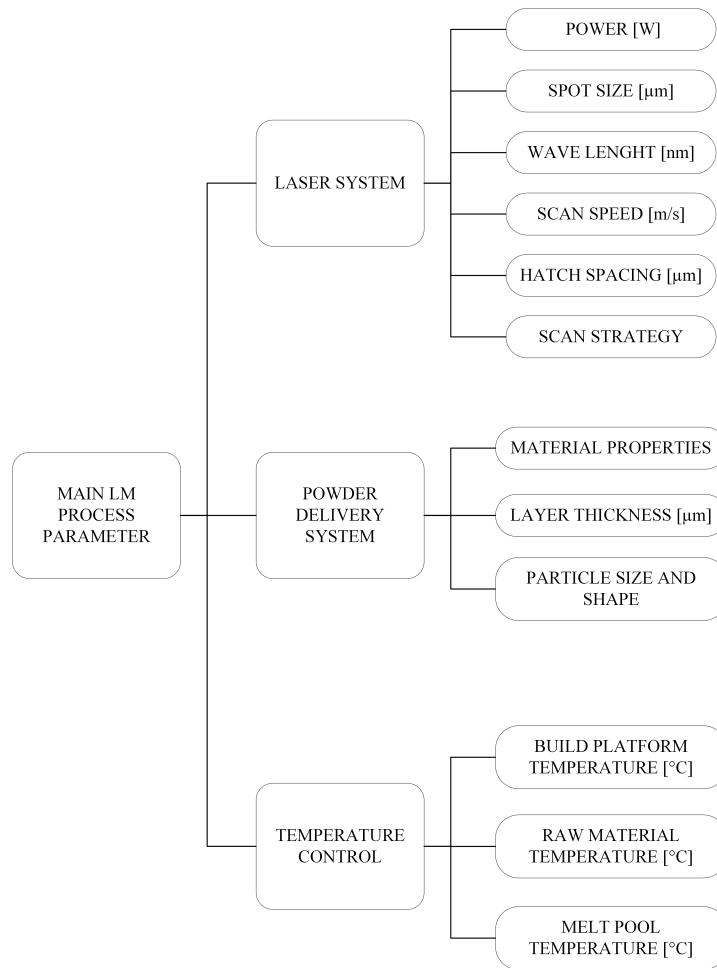 MAIN LM
PROCESS
PARAMETER
LASER SYSTEM
POWER [W]
SPOT SIZE [µm]
WAVE LENGHT [nm]
SCAN SPEED [m/s]
HATCH SPACING [µm]
SCAN STRATEGY
POWDER
DELIVERY
SYSTEM
MATERIAL PROPERTIES
LAYER THICKNESS [µm]
PARTICLE SIZE AND
SHAPE
TEMPERATURE
CONTROL
BUILD PLATFORM
TEMPERATURE [°C]
RAW MATERIAL
TEMPERATURE [°C]
MELT POOL
TEMPERATURE [°C]